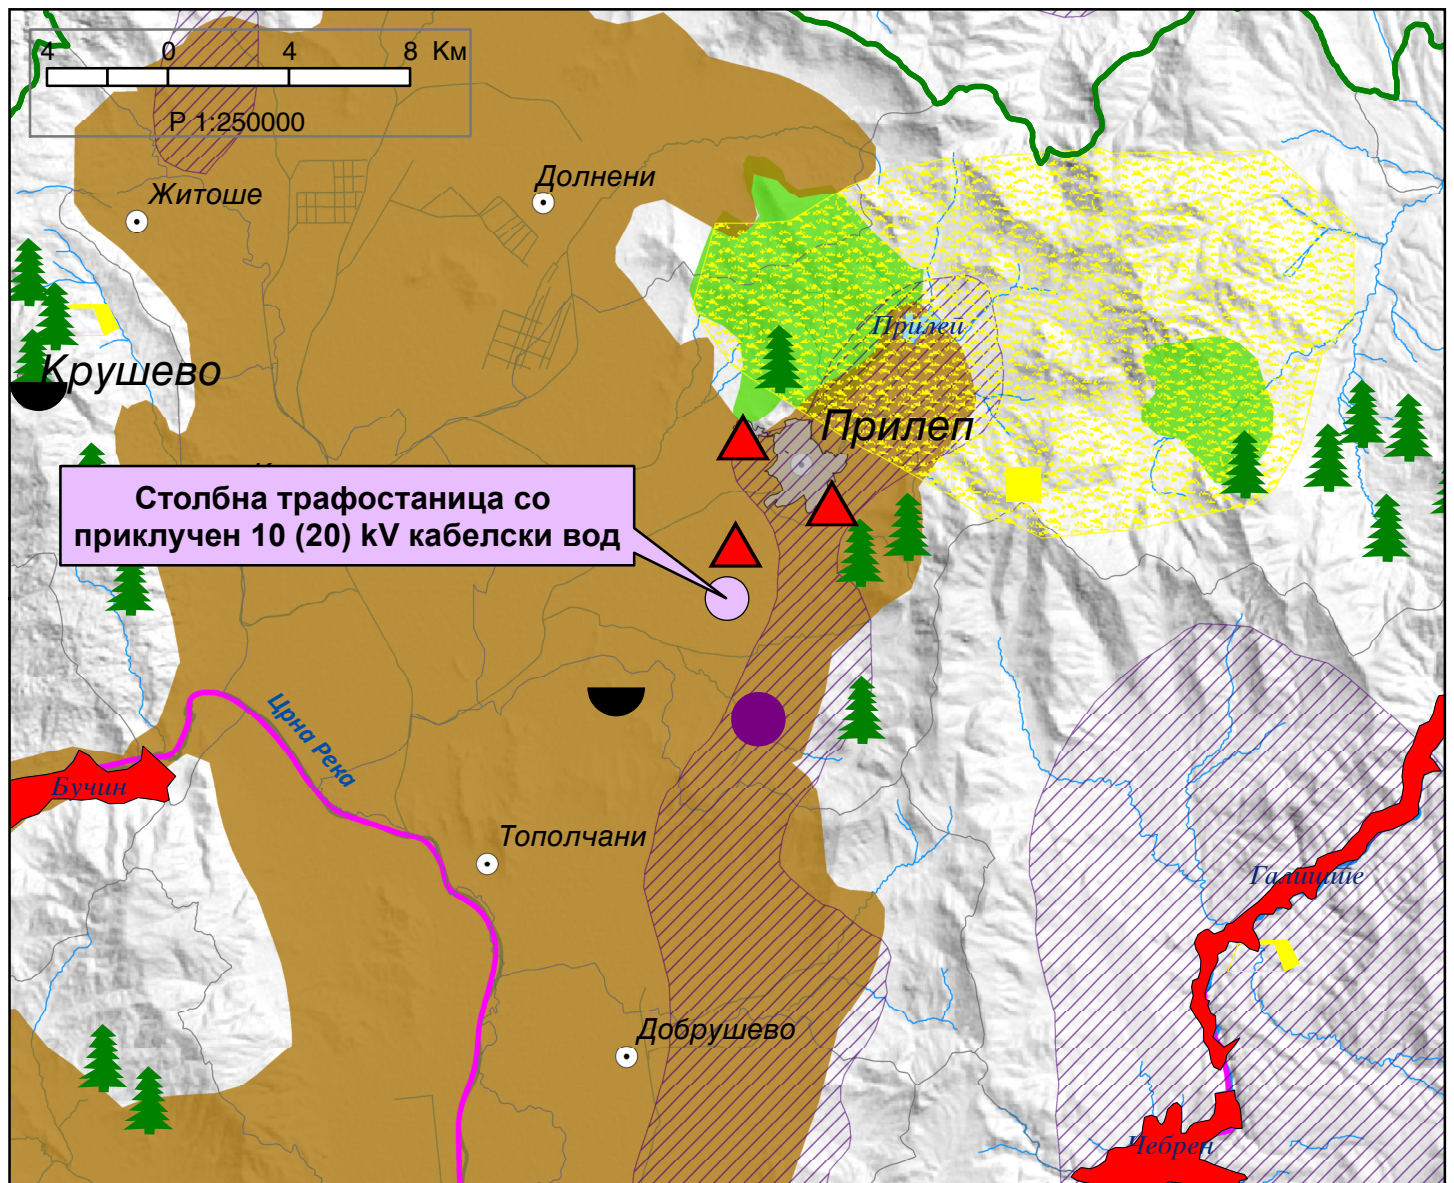 4 0 4 8 Км
Р 1:250000
Житоше
Долнени
Прилеп
Крушево
Прилеп
Столбна трафостаница со
приклучен 10 (20) kV кабелски вод
Црна Река
Бучин
Тополчани
Галиште
Добрушево
Чебрен